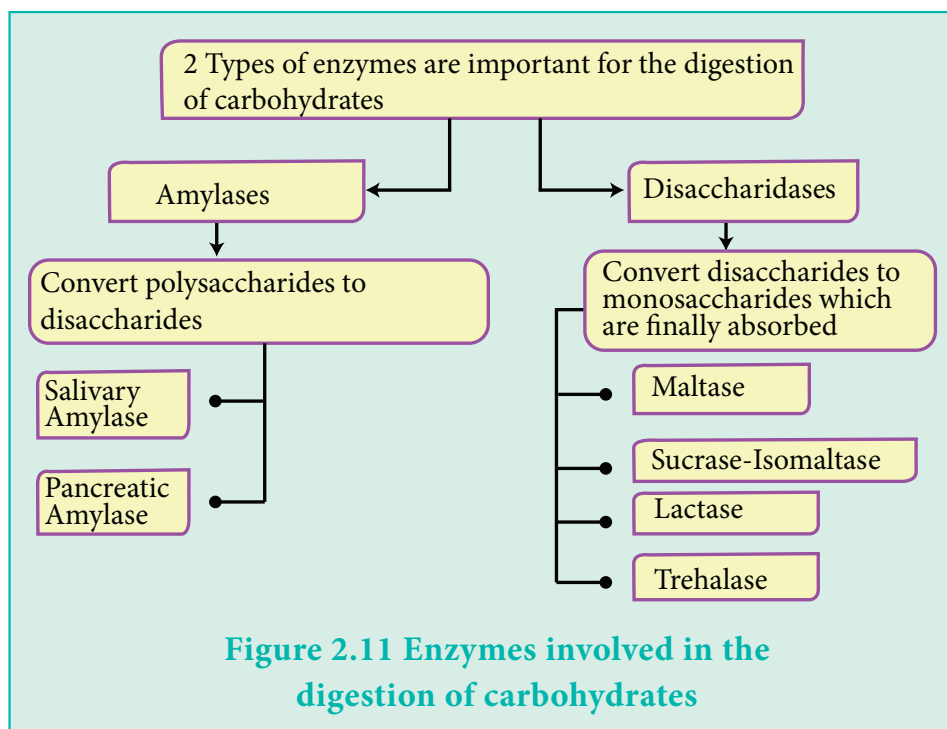 2 Types of enzymes are important for the digestion
of carbohydrates
Amylases
Convert polysaccharides to
disaccharides
Salivary
Amylase
Pancreatic
Amylase
Disaccharidases
Convert disaccharides to
monosaccharides which
are finally absorbed
Maltase
Sucrase-Isomaltase
Lactase
Trehalase
Figure 2.11 Enzymes involved in the
digestion of carbohydrates